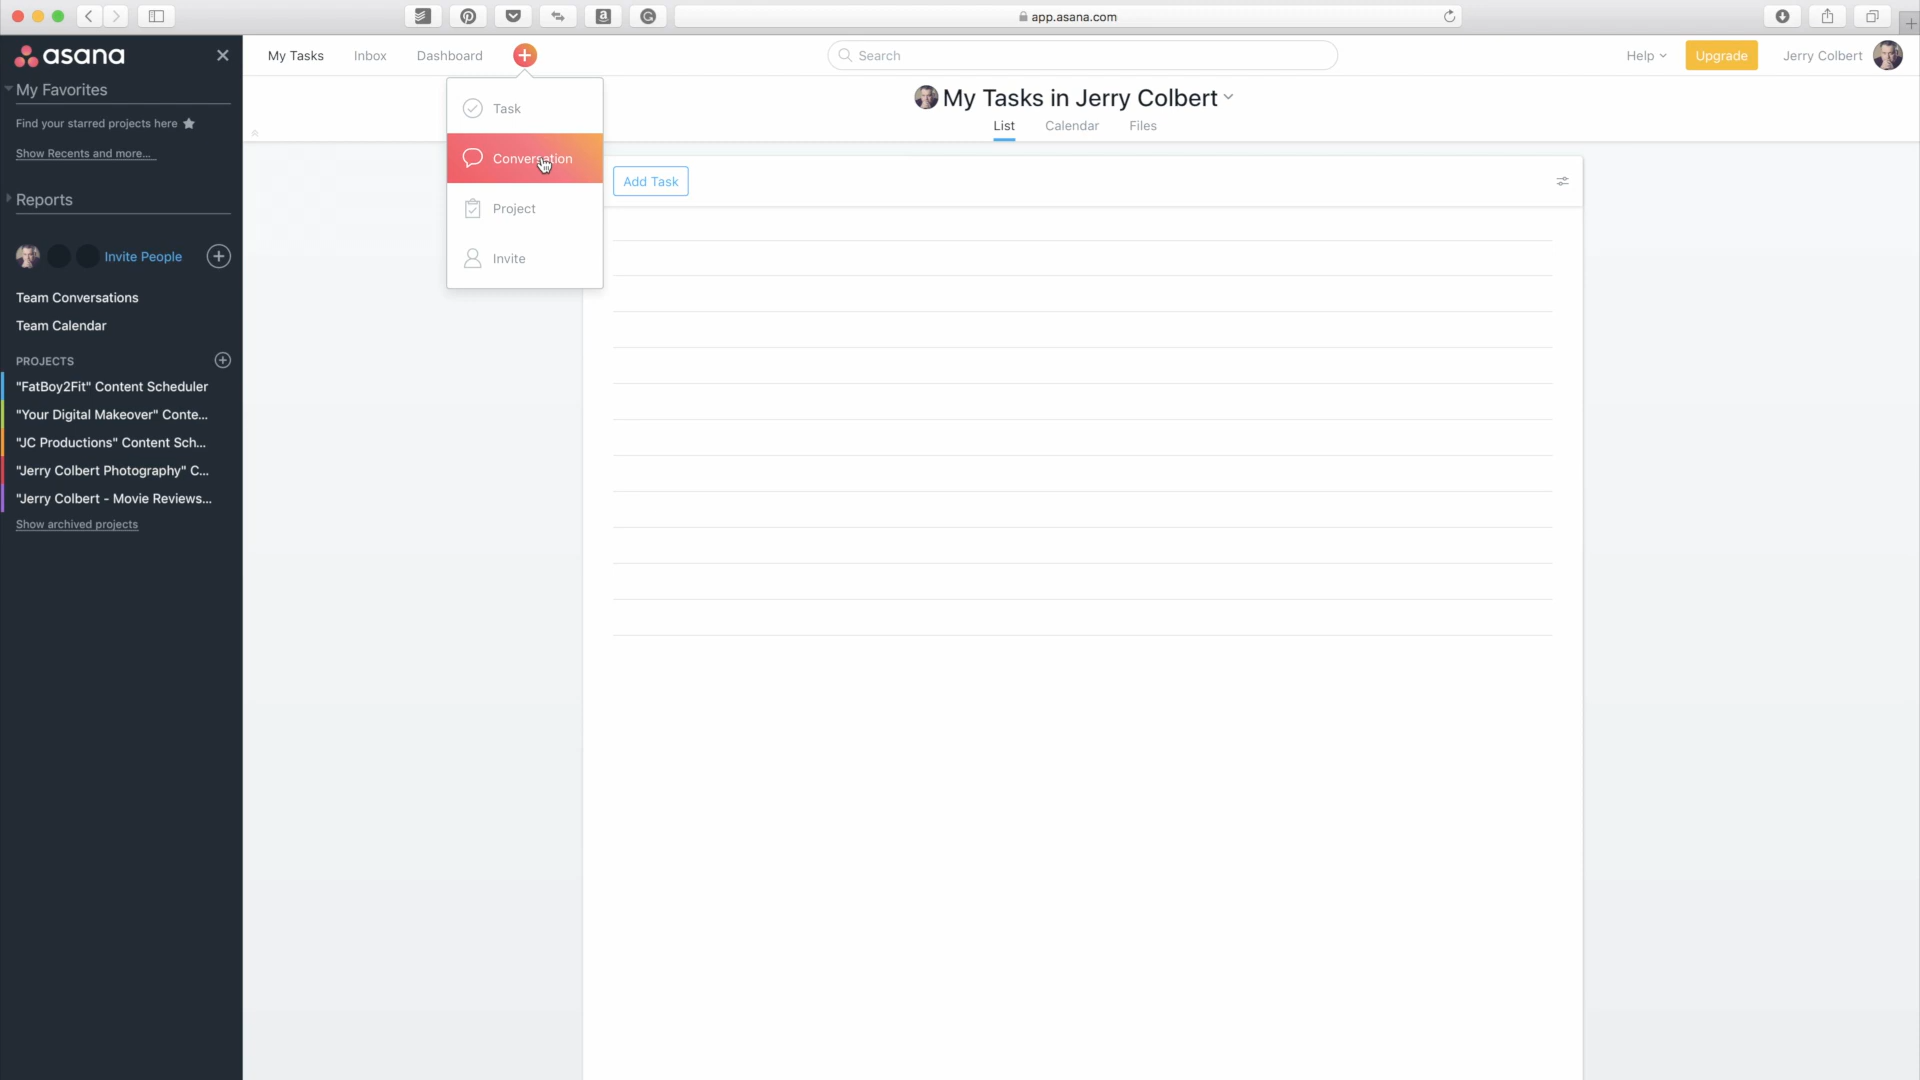 app.asana.com
asana
My Tasks
Inbox
Dashboard
Search
Help
Upgrade
Jerry Colbert
My Favorites
Find your starred projects here
Show Recents and more...
Reports
Invite People
Team Conversations
Team Calendar
PROJECTS
"FatBoy2Fit" Content Scheduler
"Your Digital Makeover" Conte...
"JC Productions" Content Sch...
"Jerry Colbert Photography" C...
"Jerry Colbert - Movie Reviews...
Show archived projects
Task
Conversation
Project
Invite
My Tasks in Jerry Colbert
List
Calendar
Files
Add Task